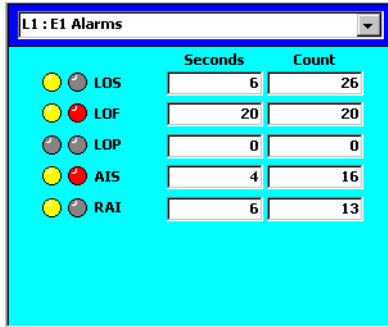 L1 : E1 Alarms
Seconds Count
LOS 6 26
LOF 20 20
LOP 0 0
AIS 4 16
RAI 6 13